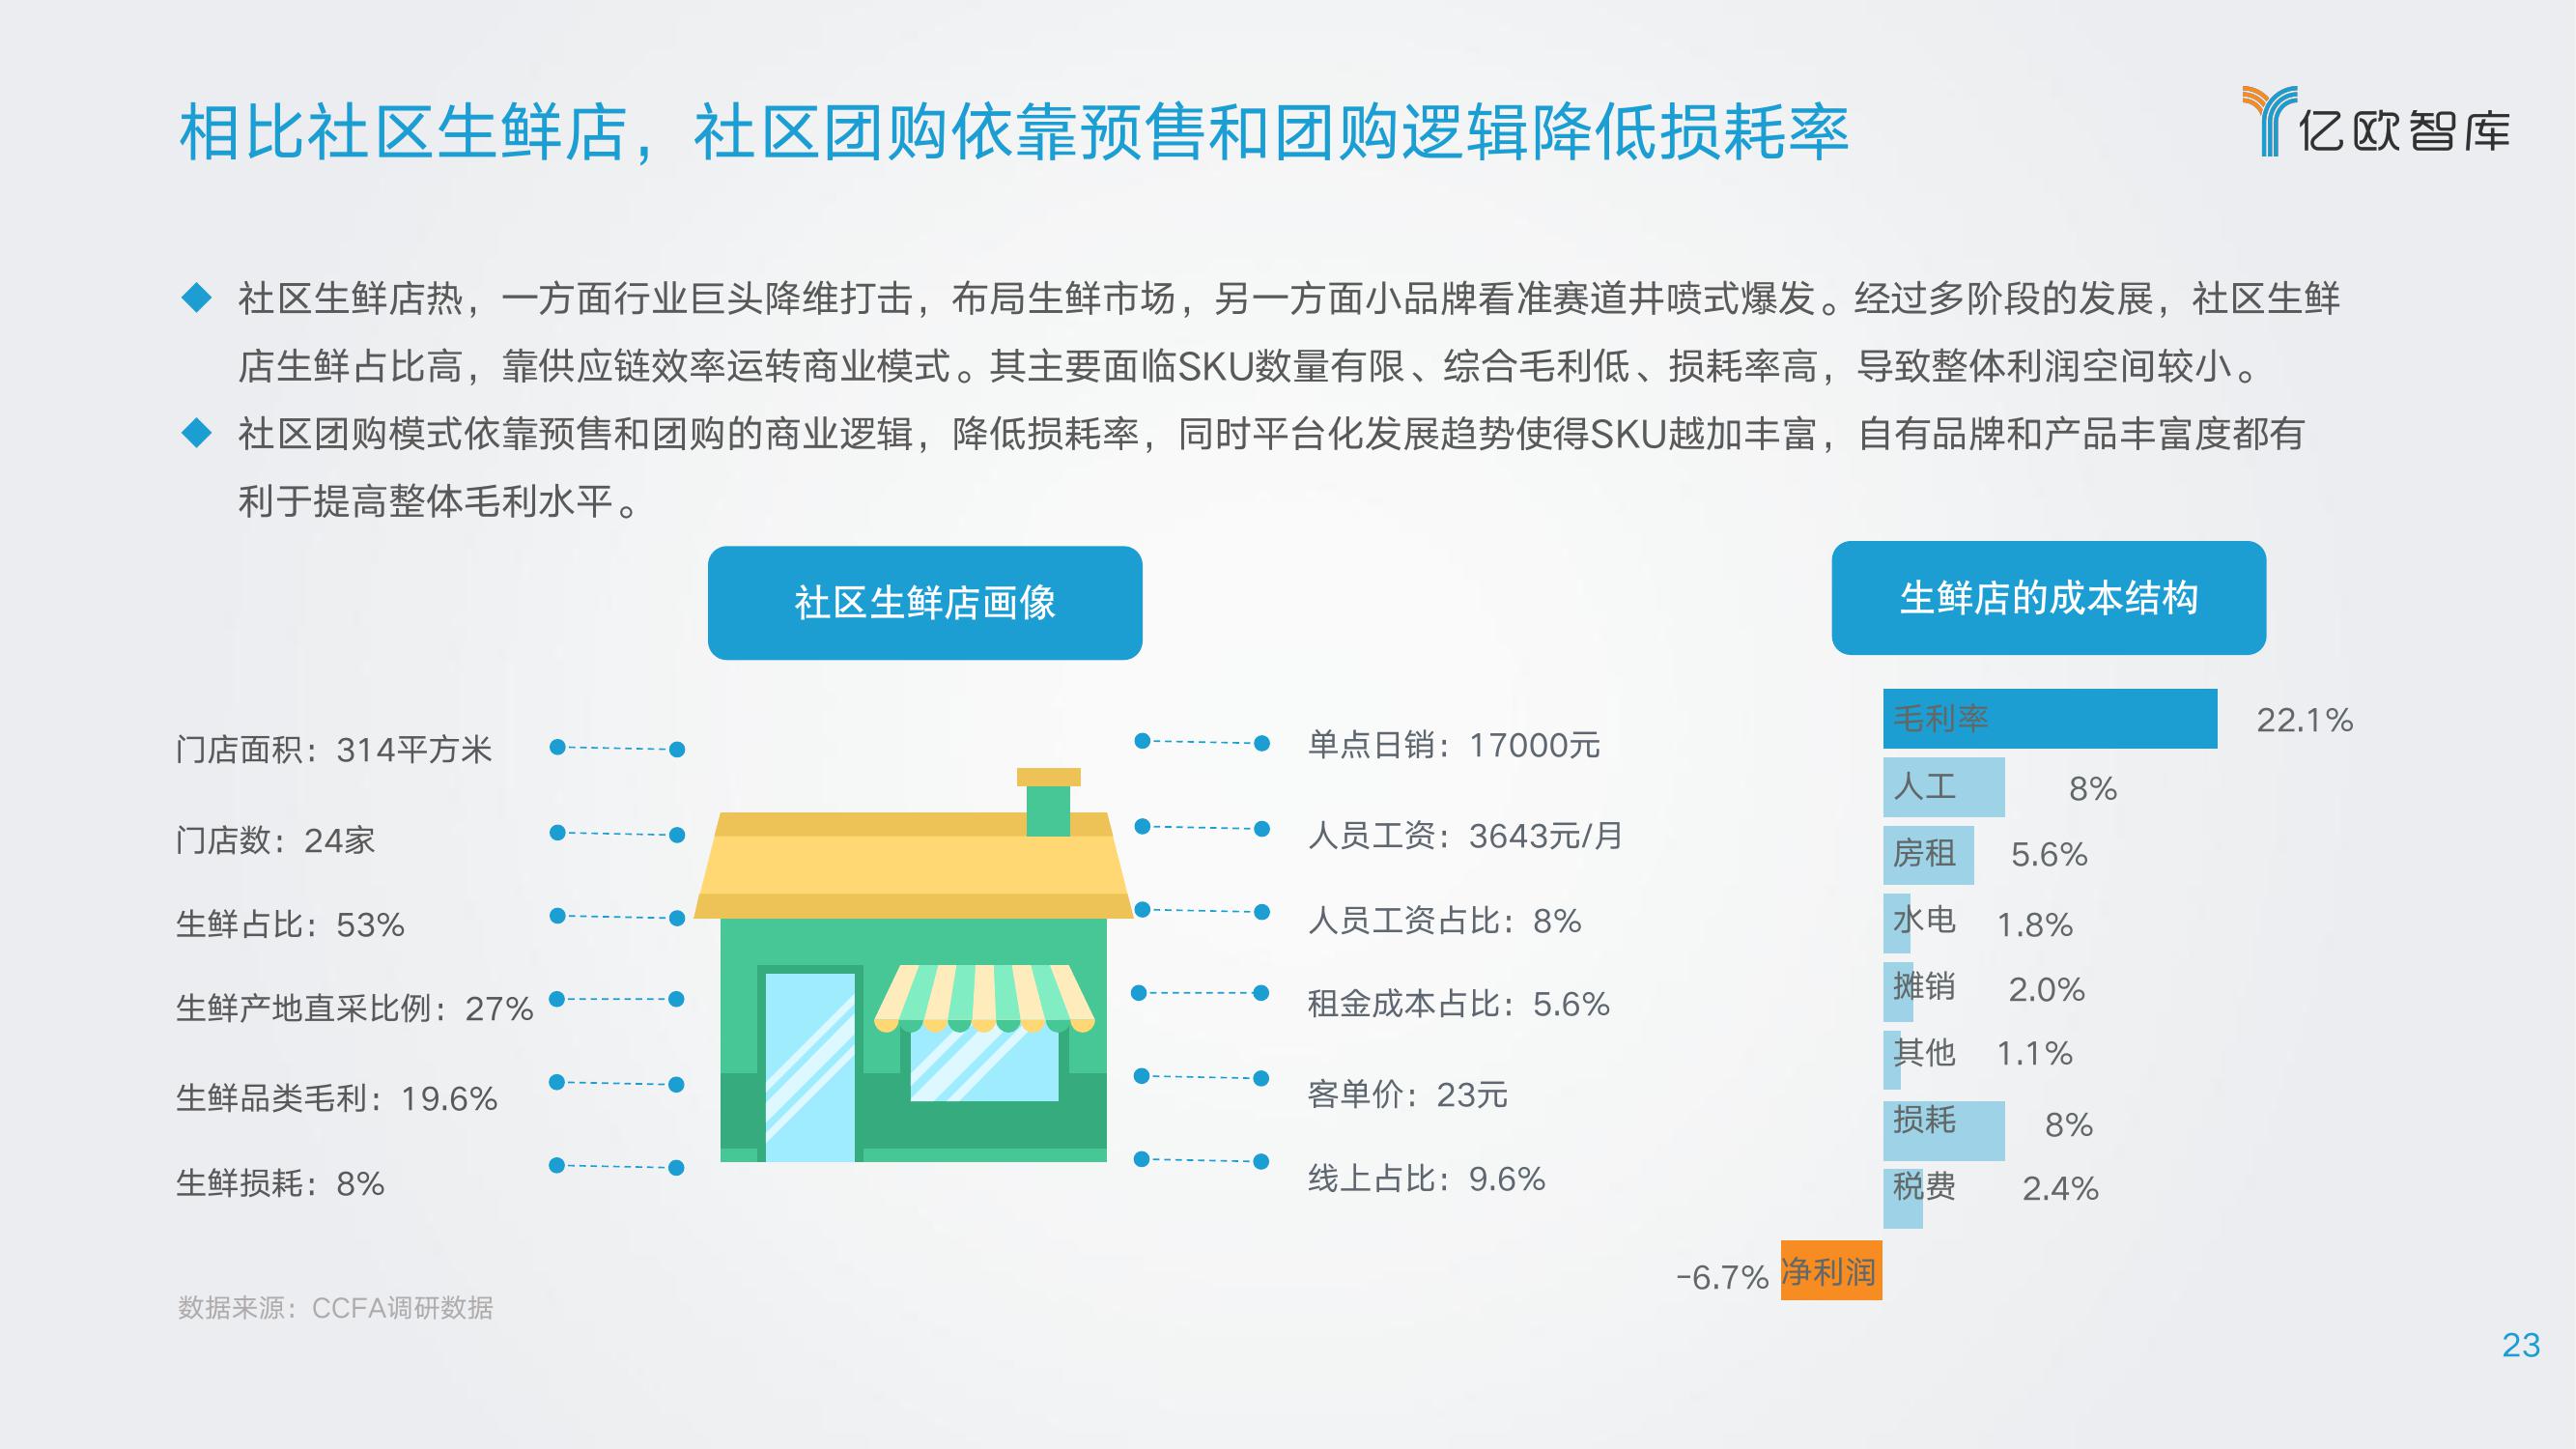 相比社区生鲜店，社区团购依靠预售和团购逻辑降低损耗率
亿欧智库
社区生鲜店热，一方面行业巨头降维打击，布局生鲜市场，另一方面小品牌看准赛道井喷式爆发。经过多阶段的发展，社区生鲜
店生鲜占比高，靠供应链效率运转商业模式。其主要面临SKU数量有限、综合毛利低、损耗率高，导致整体利润空间较小。
社区团购模式依靠预售和团购的商业逻辑，降低损耗率，同时平台化发展趋势使得SKU越加丰富，自有品牌和产品丰富度都有
利于提高整体毛利水平。
社区生鲜店画像
门店面积：314平方米
门店数：24家
生鲜占比：53%
生鲜产地直采比例：27%
生鲜品类毛利：19.6%
生鲜损耗：8%
单点日销：17000元
人员工资：3643元/月
人员工资占比：8%
租金成本占比：5.6%
客单价：23元
线上占比：9.6%
生鲜店的成本结构
毛利率 22.1%
人工 8%
房租 5.6%
水电 1.8%
摊销 2.0%
其他 1.1%
损耗 8%
税费 2.4%
-6.7% 净利润
数据来源：CCFA调研数据
23